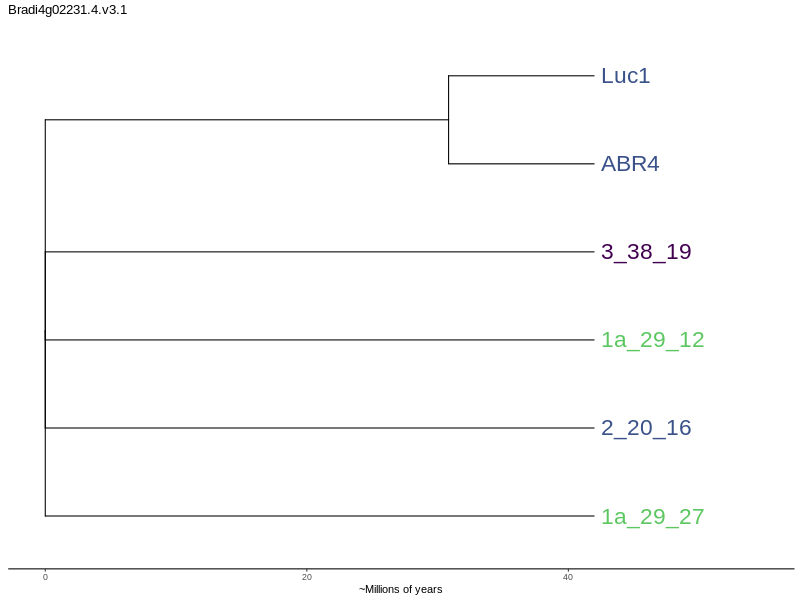 Bradi4g02231.4.v3.1
Luc1
ABR4
3_38_19
1a_29_12
2_20_16
1a_29_27
0 20 40
~Millions of years